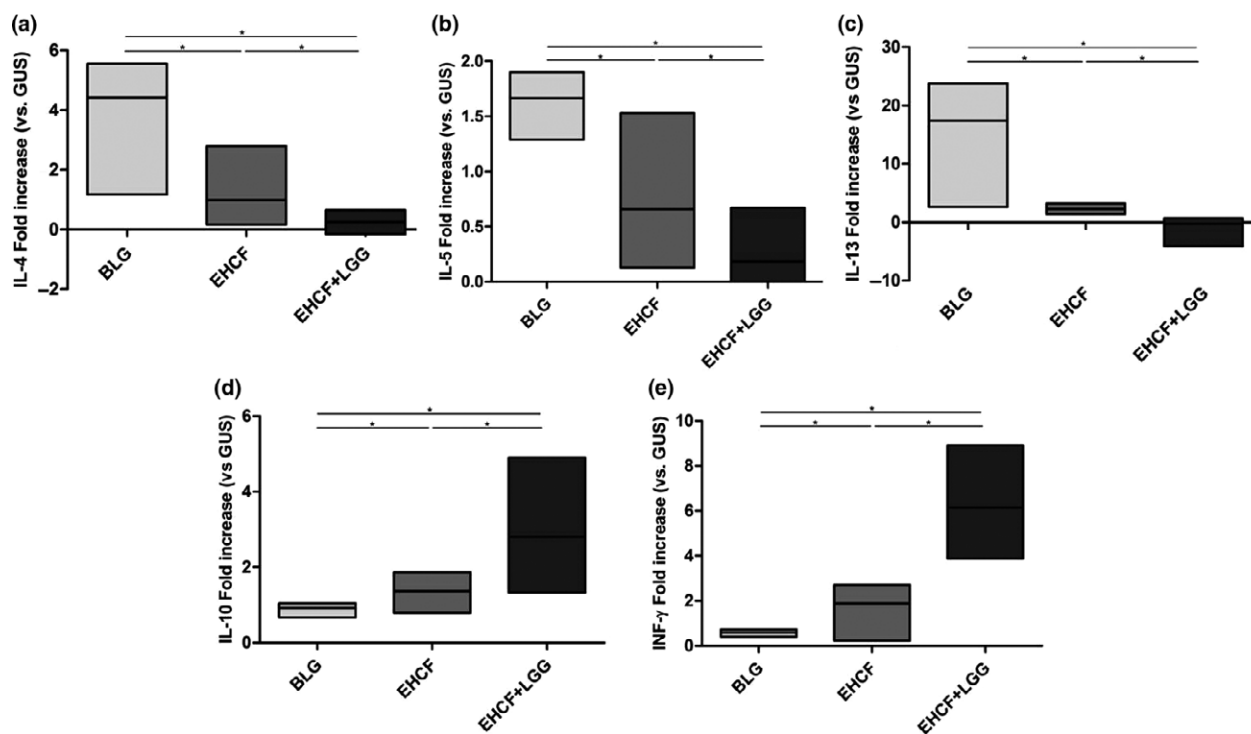 (a)
IL-4 Fold increase (vs. GUS)
6
4
2
0
–2
*
*
*
BLG
EHCF
EHCF+LGG
(b)
IL-5 Fold increase (vs. GUS)
2.0
1.5
1.0
0.5
0.0
*
*
*
BLG
EHCF
EHCF+LGG
(c)
IL-13 Fold increase (vs GUS)
30
20
10
0
–10
*
*
*
BLG
EHCF
EHCF+LGG
(d)
IL-10 Fold increase (vs GUS)
6
4
2
0
*
*
*
BLG
EHCF
EHCF+LGG
(e)
INF-γ Fold increase (vs. GUS)
10
8
6
4
2
0
*
*
*
BLG
EHCF
EHCF+LGG